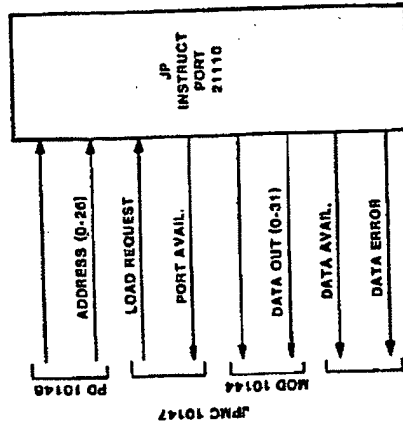 JP
INSTRUCT
PORT
21110
ADDRESS (0-26)
LOAD REQUEST
PORT AVAIL.
DATA OUT (0-31)
DATA AVAIL.
DATA ERROR
PD 10146
MOD 10144
JPMC 10147